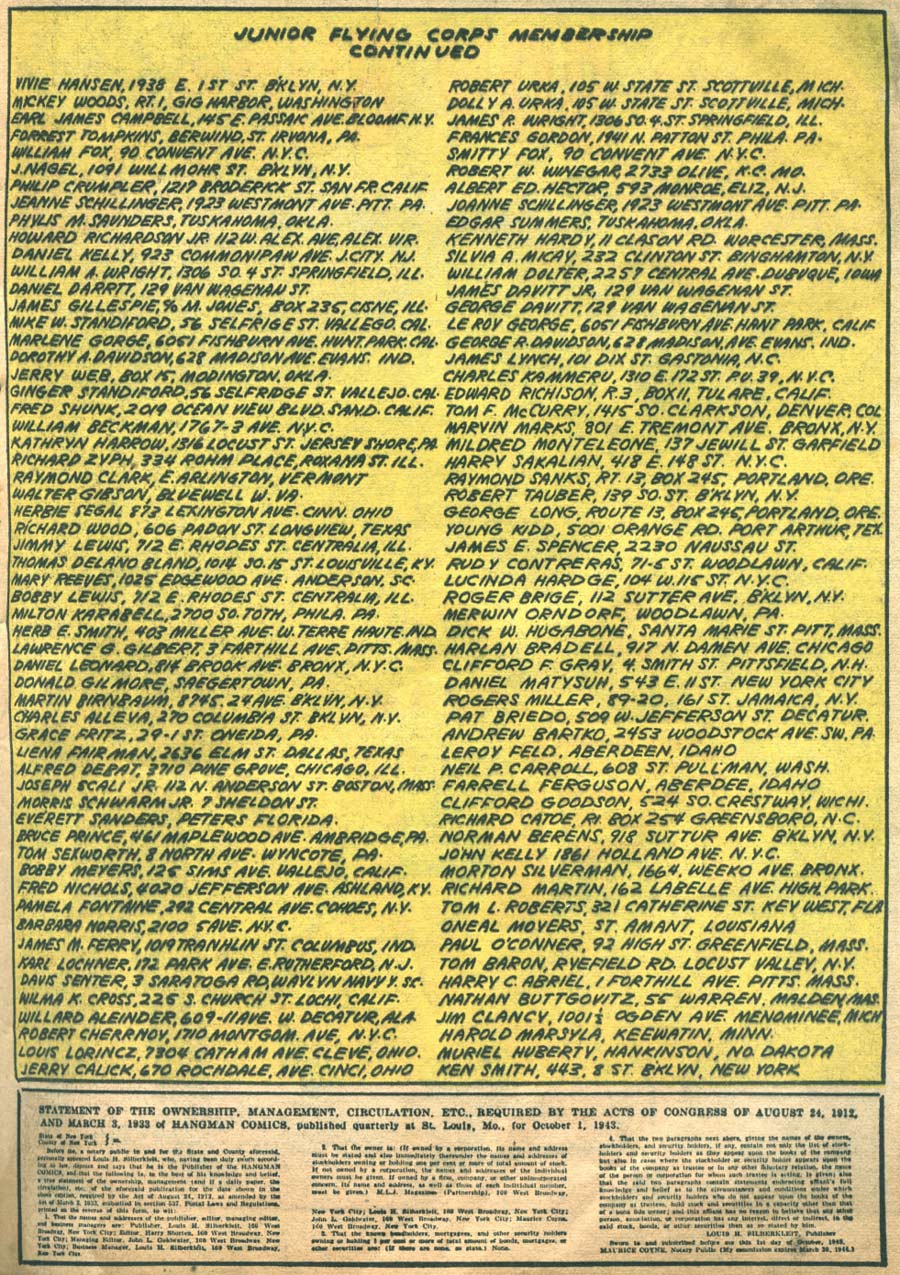 JUNIOR FLYING CORPS MEMBERSHIP
CONTINUED
VIVIE HANSEN, 1938 E. 1ST ST. B'KLYN, N.Y.
MICKEY WOODS, RT. 1, GIG HARBOR, WASHINGTON
EARL JAMES CAMPBELL, 145 E. PASSAIC AVE. BLOOMF. N.Y.
FORREST TOMPKINS, BERWIND, ST. IRVONA, PA.
WILLIAM FOX, 90 CONVENT AVE. N.Y.C.
J. NAGEL, 1091 WILLMOHR ST. B'KLYN, N.Y.
PHILIP CRUMPLER, 1217 BRODERICK ST. SAN FR. CALIF.
JEANNE SCHILLINGER, 1923 WESTMONT AVE. PITT. PA.
PHYLIS M. SAUNDERS, TUSKAHOMA, OKLA.
HOWARD RICHARDSON JR 112 W. ALEX. AVE, ALEX. VIR.
DANIEL KELLY, 923 COMMONIPAW AVE. J. CITY. N.J.
WILLIAM A. WRIGHT, 1306 SO. 4 ST. SPRINGFIELD, ILL.
DANIEL DARRTT, 129 VAN WAGENAN ST.
JAMES GILLESPIE, % M. JONES, BOX 235, CISNE, ILL.
MIKE W. STANDIFORD, 56 SELFRIGE ST. VALLEGO. CAL.
MARLENE GORGE, 6051 FISHBURN AVE. HUNT. PARK. CAL.
DOROTHY A. DAVIDSON, 628 MADISON AVE. EVANS. IND.
JERRY WEB, BOX 15, MODINGTON, OKLA.
GINGER STANDIFORD, 56 SELFRIDGE ST. VALLEJO. CAL.
FRED SHUNK, 2019 OCEAN VIEW BLVD. SAN D. CALIF.
WILLIAM BECKMAN, 1767-3 AVE. N.Y.C.
KATHRYN HARROW, 1316 LOCUST ST. JERSEY SHORE, PA
RICHARD ZYPH, 334 ROHM PLACE, ROXANA ST. ILL.
RAYMOND CLARK, E. ARLINGTON, VERMONT
WALTER GIBSON, BLUEWELL W. VA.
HERBIE SEGAL 873 LEXINGTON AVE. CINN. OHIO
RICHARD WOOD, 606 PADON ST. LONGVIEW, TEXAS
JIMMY LEWIS, 712 E. RHODES ST. CENTRALIA, ILL.
THOMAS DELANO BLAND, 1014 SO. 15 ST. LOUISVILLE, KY.
MARY REEVES, 1025 EDGEWOOD AVE. ANDERSON, SC.
BOBBY LEWIS, 712 E. RHODES ST. CENTRALIA, ILL.
MILTON KARABELL, 2700 SO. TOTH, PHILA. PA.
HERB E. SMITH, 403 MILLER AVE. W. TERRE HAUTE. IND.
LAWRENCE G. GILBERT, 3 FARTHILL AVE. PITTS. MASS.
DANIEL LEONARD, 814 BROOK AVE. BRONX, N.Y.C.
DONALD GILMORE, SAEGERTOWN, PA.
MARTIN BIRNBAUM, 8745. 24 AVE. B'KLVN, N.Y.
CHARLES ALLEVA, 270 COLUMBIA ST. BKLYN, N.Y.
GRACE FRITZ, 29-1 ST. ONEIDA, PA.
LIENA FAIRMAN, 2636 ELM ST. DALLAS, TEXAS
ALFRED DEBAT, 3710 PINE GROVE, CHICAGO, ILL.
JOSEPH SCALI JR. 112 N. ANDERSON ST. BOSTON, MASS.
MORRIS SCHWARM JR. 7 SHELDON ST.
EVERETT SANDERS, PETERS FLORIDA.
BRUCE PRINCE, 461 MAPLEWOOD AVE. AMBRIDGE, PA.
TOM SEXWORTH, 8 NORTH AVE. WYNCOTE, PA.
BOBBY MEYERS, 125 SIMS AVE. VALLEJO, CALIF.
FRED NICHOLS, 4020 JEFFERSON AVE. ASHLAND, KY.
PAMELA FONTAINE, 292 CENTRAL AVE. COHOES, N.Y.
BARBARA NORRIS, 2100 5 AVE. N.Y.C.
JAMES M. FERRY, 1019 TRANHLIN ST. COLUMBUS, IND.
KARL LOCHNER, 172 PARK AVE. E. RUTHERFORD, N.J.
DAVIS SENTER, 3 SARATOGA RD, WAYLYN NAVY Y. SC.
WILMA K. CROSS, 225 S. CHURCH ST. LOCHI, CALIF.
WILLARD ALEINDER, 609-11 AVE. W. DECATUR, ALA
ROBERT CHERRNOV, 1710 MONTGOM. AVE, N.Y.C.
LOUIS LORINCZ, 7304 CATHAM AVE. CLEVE, OHIO.
JERRY CALICK, 670 ROCHDALE, AVE. CINCI, OHIO
ROBERT URKA, 105 W. STATE ST. SCOTTVILLE, MICH.
DOLLY A. URKA, 105 W. STATE ST. SCOTTVILLE, MICH.
JAMES R. WRIGHT, 1306 SO. 4. ST. SPRINGFIELD, ILL.
FRANCES GORDON, 1941 N. PATTON ST. PHILA. PA.
SMITTY FOX, 90 CONVENT AVE. N.Y.C.
ROBERT W. WINEGAR, 2733 OLIVE, K.C. MO.
ALBERT ED. HECTOR, 593 MONROE, ELIZ, N.J.
JOANNE SCHILLINGER, 1923 WESTMONT AVE. PITT. PA.
EDGAR SUMMERS, TUSKAHOMA, OKLA.
KENNETH HARDY, 11 CLASON RD. WORCESTER, MASS.
SILVIA A. MICAY, 232 CLINTON ST. BINGHAMTON, N.Y.
WILLIAM DOLTER, 2257 CENTRAL AVE. DUBUQUE, IOWA
JAMES DAVITT JR, 129 VAN WAGENAN ST.
GEORGE DAVITT, 129 VAN WAGENAN ST.
LE ROY GEORGE, 6051 FISHBURN AVE. HANT PARK, CALIF
GEORGE R. DAVIDSON, 628 MADISON, AVE. EVANS. IND.
JAMES LYNCH, 101 DIX ST. GASTONIA, N.C.
CHARLES KAMMERU, 1310 E. 172 ST. P.U. 39, N.Y.C.
EDWARD RICHISON, R. 3, BOX 11, TULARE, CALIF.
TOM F. McCURRY, 1415 SO. CLARKSON, DENVER, COL
MARVIN MARKS, 801 E. TREMONT AVE. BRONX, N.Y.
MILDRED MONTELEONE, 137 JEWILL ST. GARFIELD
HARRY SAKALIAN, 418 E. 148 ST. N.Y.C.
RAYMOND SANKS, RT. 13, BOX 245, PORTLAND, ORE.
ROBERT TAUBER, 139 SO. ST. B'KLYN, N.Y.
GEORGE LONG, ROUTE 13, BOX 245, PORTLAND, ORE.
YOUNG KIDD, 5001 ORANGE RD. PORT ARTHUR, TEX.
JAMES E. SPENCER, 2230 NAUSSAU ST.
RUDY CONTRERAS, 71-5 ST. WOODLAWN, CALIF.
LUCINDA HARDGE, 104 W. 115 ST. N.Y.C.
ROGER BRIGE, 112 SUTTER AVE, B'KLYN, N.Y.
MERWIN ORNDORF, WOODLAWN, PA.
DICK W. HUGABONE, SANTA MARIE ST. PITT, MASS.
HARLAN BRADELL, 917 N. DAMEN AVE. CHICAGO
CLIFFORD F. GRAY, 4. SMITH ST. PITTSFIELD, N.H.
DANIEL MATYSUH, 543 E. 11 ST. NEW YORK CITY
ROGERS MILLER, 89-20, 161 ST. JAMAICA, N.Y.
PAT BRIEDO, 509 W. JEFFERSON ST. DECATUR.
ANDREW BARTKO, 2453 WOODSTOCK AVE. SW, PA.
LEROY FELD, ABERDEEN, IDAHO
NEIL P. CARROLL, 608 ST. PULLMAN, WASH.
FARRELL FERGUSON, ABERDEE, IDAHO
CLIFFORD GOODSON, 524 SO. CRESTWAY, WICHI.
RICHARD CATOE, R1. BOX 254 GREENSBORO, N.C.
NORMAN BERENS, 918 SUTTUR AVE. B'KLYN, N.Y.
JOHN KELLY 1861 HOLLAND AVE. N.Y.C.
MORTON SILVERMAN, 1664, WEEKO AVE. BRONX.
RICHARD MARTIN, 162 LABELLE AVE. HIGH, PARK.
TOM L. ROBERTS, 321 CATHERINE ST. KEY WEST, FLA
ONEAL MOYERS, ST. AMANT, LOUISIANA
PAUL O'CONNER, 92 HIGH ST. GREENFIELD, MASS.
TOM BARON, RYEFIELD RD. LOCUST VALLEY, N.Y.
HARRY C. ABRIEL, 1 FORTHILL AVE. PITTS. MASS.
NATHAN BUTTGOVITZ, 55 WARREN, MALDEN, MAS.
JIM CLANCY, 1001½ OGDEN AVE. MENOMINEE, MICH
HAROLD MARSYLA, KEEWATIN, MINN.
MURIEL HUBERTY, HANKINSON, NO. DAKOTA
KEN SMITH, 443, 8 ST. B'KLYN, NEW YORK
STATEMENT OF THE OWNERSHIP, MANAGEMENT, CIRCULATION, ETC., REQUIRED BY THE ACTS OF CONGRESS OF AUGUST 24, 1912,
AND MARCH 3, 1933 of HANGMAN COMICS, published quarterly at St. Louis, Mo., for October 1, 1943.
State of New York
County of New York } ss.
Before me, a notary public in and for the State and County aforesaid,
personally appeared Louis H. Silberkleit, who, having been duly sworn according
to law, deposes and says that he is the Publisher of the HANGMAN
COMICS, and that the following is, to the best of his knowledge and belief,
a true statement of the ownership, management (and if a daily paper, the
circulation), etc., of the aforesaid publication for the date shown in the
above caption, required by the Act of August 24, 1912, as amended by the
Act of March 3, 1933, embodied in section 537, Postal Laws and Regulations,
printed on the reverse of this form, to wit:
1. That the names and addresses of the publisher, editor, managing editor,
and business managers are: Publisher, Louis H. Silberkleit, 160 West
Broadway, New York City; Editor, Harry Shorten, 160 West Broadway, New
York City; Managing Editor, John L. Goldwater, 160 West Broadway, New
York City; Business Manager, Louis H. Silberkleit, 160 West Broadway,
New York City.
2. That the owner is: (If owned by a corporation, its name and address
must be stated and also immediately thereunder the names and addresses of
stockholders owning or holding one per cent or more of total amount of stock.
If not owned by a corporation, the names and addresses of the individual
owners must be given. If owned by a firm, company, or other unincorporated
concern, its name and address, as well as those of each individual member,
must be given.) M.L.J. Magazines (Partnership), 160 West Broadway,
New York City; Louis H. Silberkleit, 160 West Broadway, New York City;
John L. Goldwater, 160 West Broadway, New York City; Maurice Coyne,
160 West Broadway, New York City.
3. That the known bondholders, mortgagees, and other security holders
owning or holding 1 per cent or more of total amount of bonds, mortgages, or
other securities are: (If there are none, so state.) None.
4. That the two paragraphs next above, giving the names of the owners,
stockholders, and security holders, if any, contain not only the list of stockholders
and security holders as they appear upon the books of the company
but also in cases where the stockholder or security holder appears upon the
books of the company as trustee or in any other fiduciary relation, the name
of the person or corporation for whom such trustee is acting, is given; also
that the said two paragraphs contain statements embracing affiant's full
knowledge and belief as to the circumstances and conditions under which
stockholders and security holders who do not appear upon the books of the
company as trustees, hold stock and securities in a capacity other than that
of a bona fide owner; and this affiant has no reason to believe that any other
person, association, or corporation has any interest, direct or indirect, in the
said stock, bonds, or other securities than as so stated by him.
LOUIS H. SILBERKLEIT, Publisher
Sworn to and subscribed before me this 1st day of October, 1943.
MAURICE COYNE, Notary Public (My commission expires March 30, 1944.)